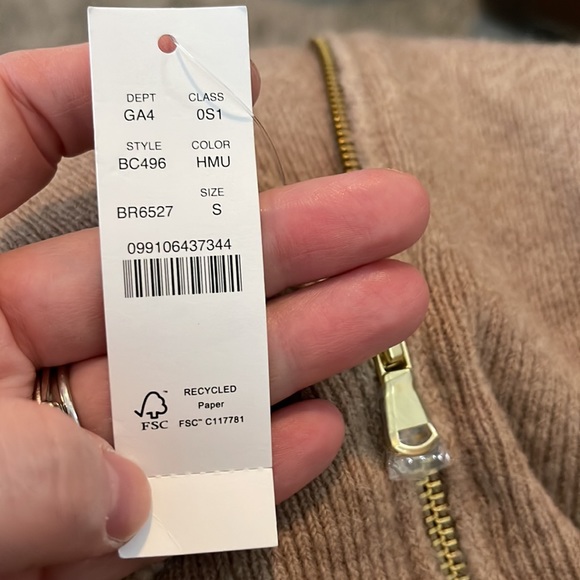 DEPT CLASS
GA4 0S1
STYLE COLOR
BC496 HMU
SIZE
BR6527 S
099106437344
RECYCLED
Paper
FSC™ C117781
FSC